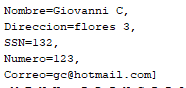 Nombre=Giovanni C,
Direccion=flores 3,
SSN=132,
Numero=123,
Correo=gc@hotmail.com]